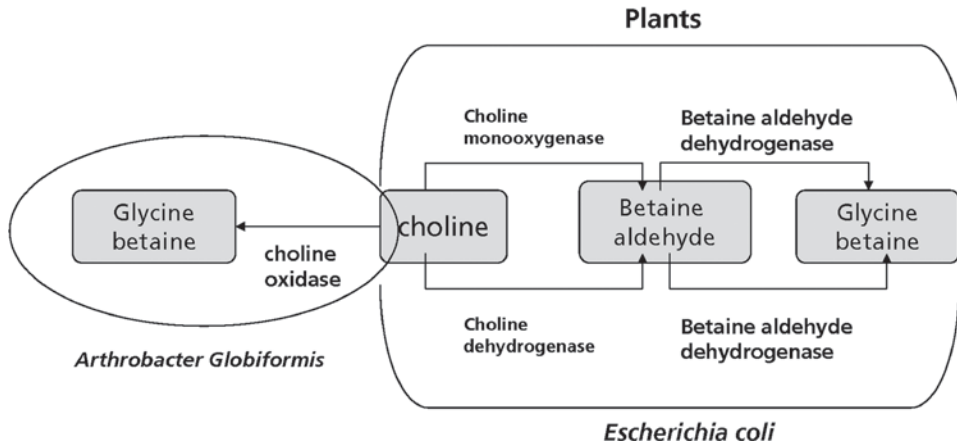 Plants
Choline
monooxygenase
Betaine aldehyde
dehydrogenase
Glycine
betaine
choline
oxidase
choline
Betaine
aldehyde
Glycine
betaine
Choline
dehydrogenase
Betaine aldehyde
dehydrogenase
Arthrobacter Globiformis
Escherichia coli